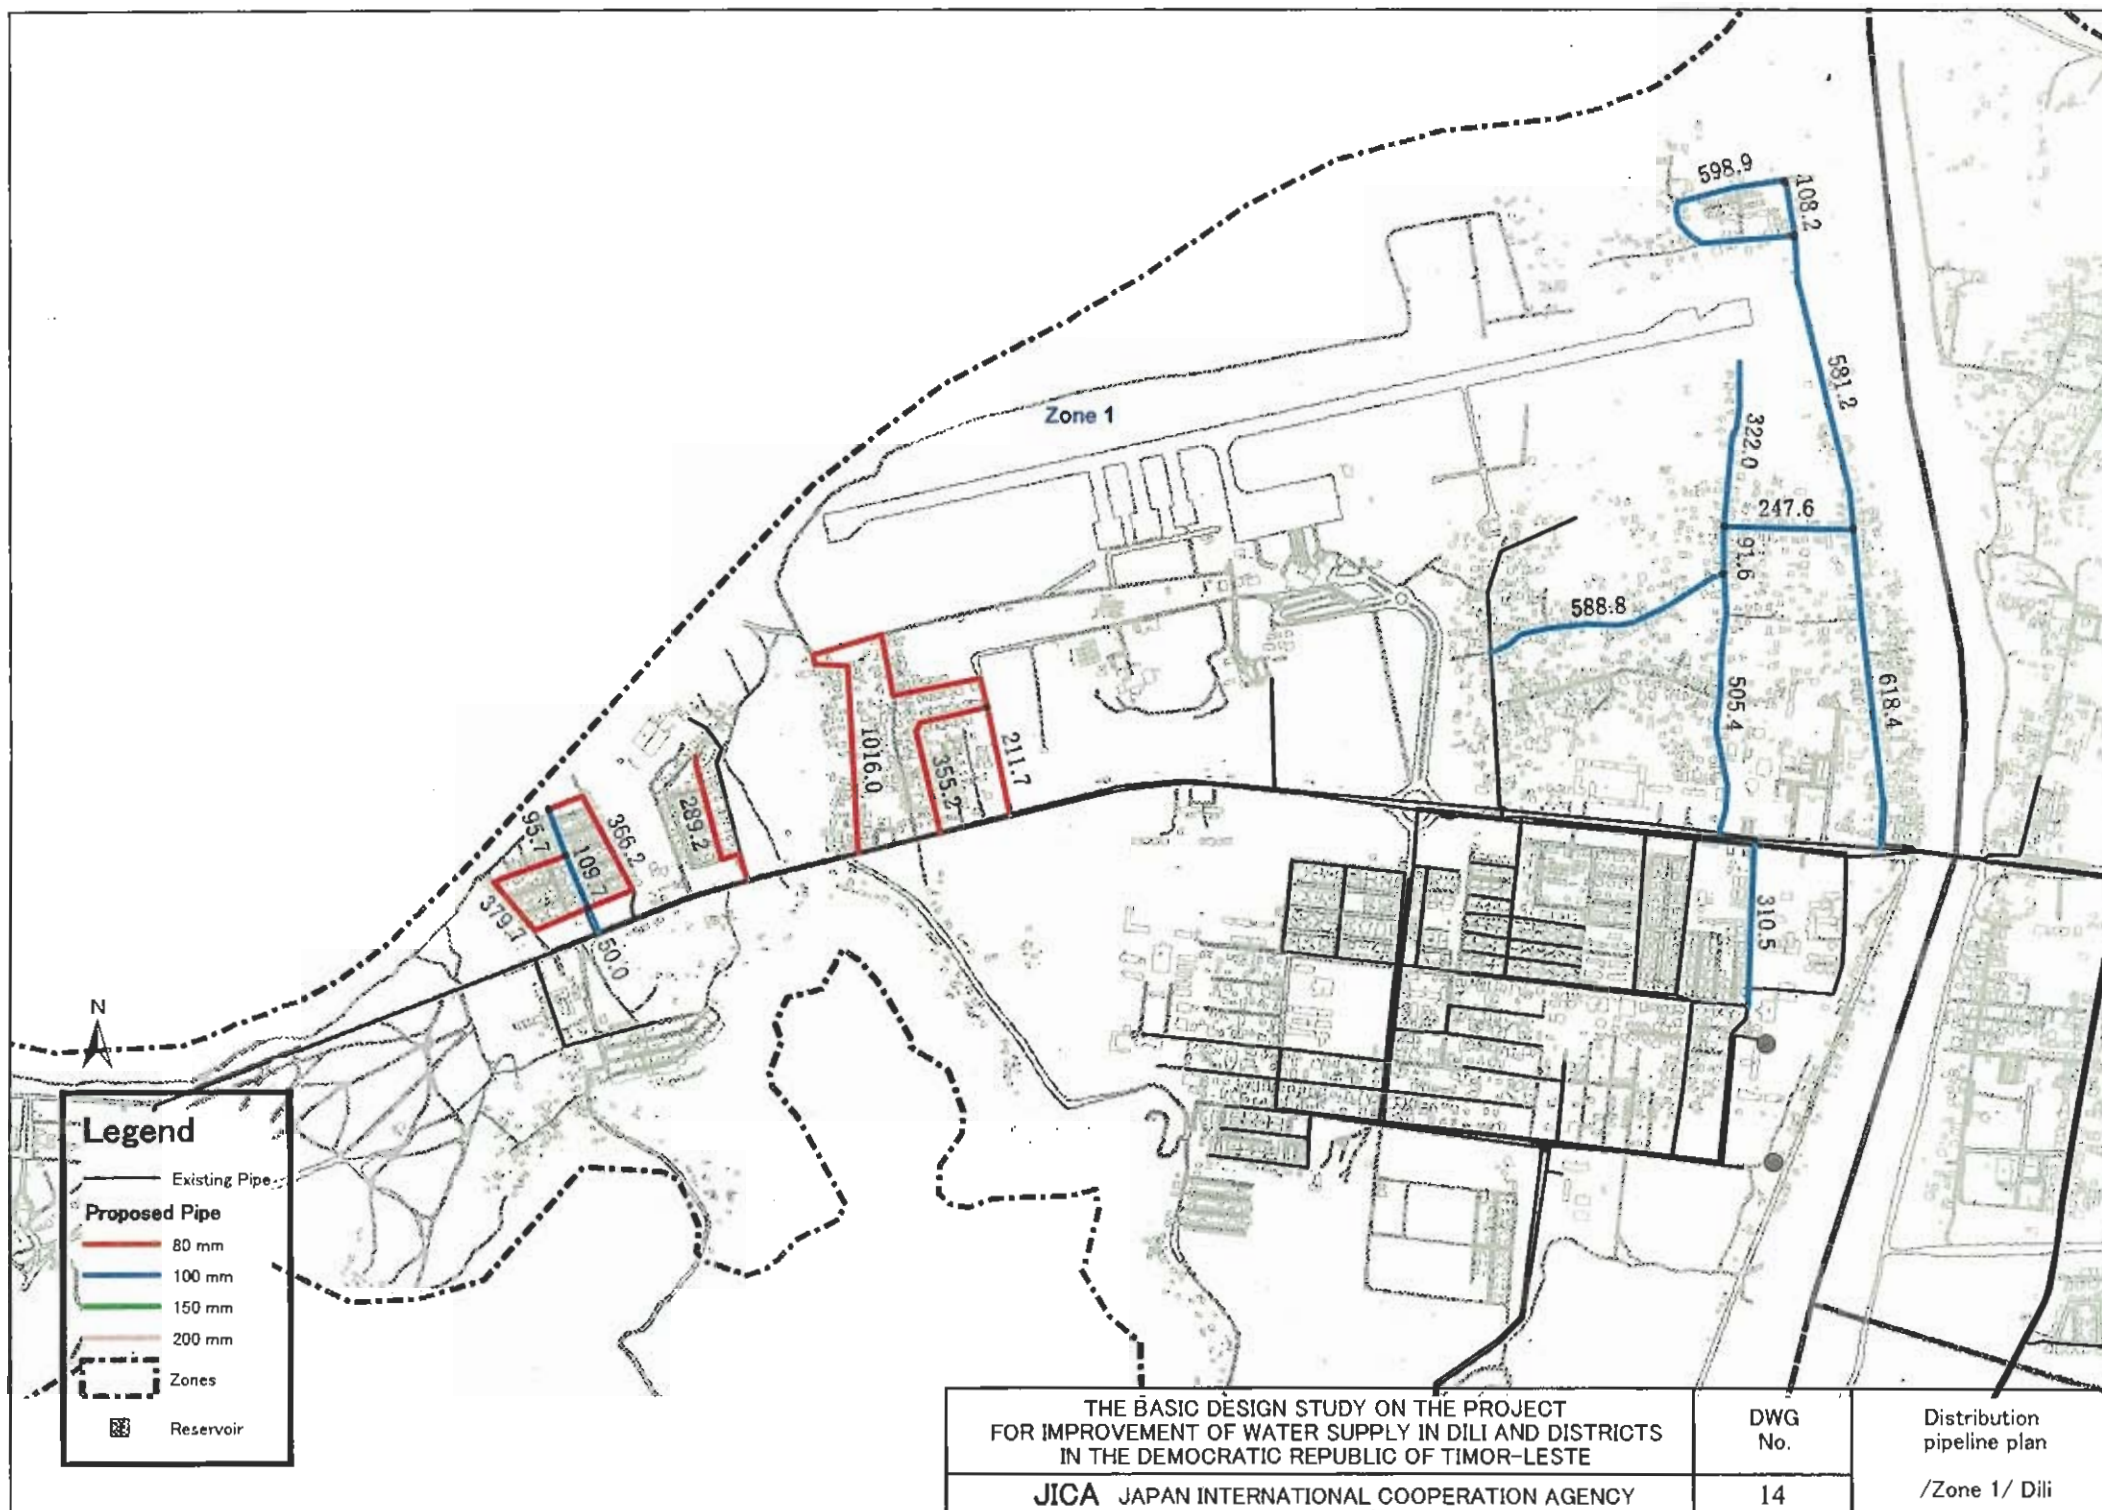 598.9
108.2
581.2
Zone 1
322.0
247.6
91.6
588.8
505.4
618.4
1016.0
355.2
211.7
289.2
366.2
95.7
109.7
50.0
310.5
N
Legend
Existing Pipe
Proposed Pipe
80 mm
100 mm
150 mm
200 mm
Zones
Reservoir
THE BASIC DESIGN STUDY ON THE PROJECT
FOR IMPROVEMENT OF WATER SUPPLY IN DILI AND DISTRICTS
IN THE DEMOCRATIC REPUBLIC OF TIMOR-LESTE
JICA JAPAN INTERNATIONAL COOPERATION AGENCY
DWG
No.
14
Distribution
pipeline plan
/Zone 1/ Dili